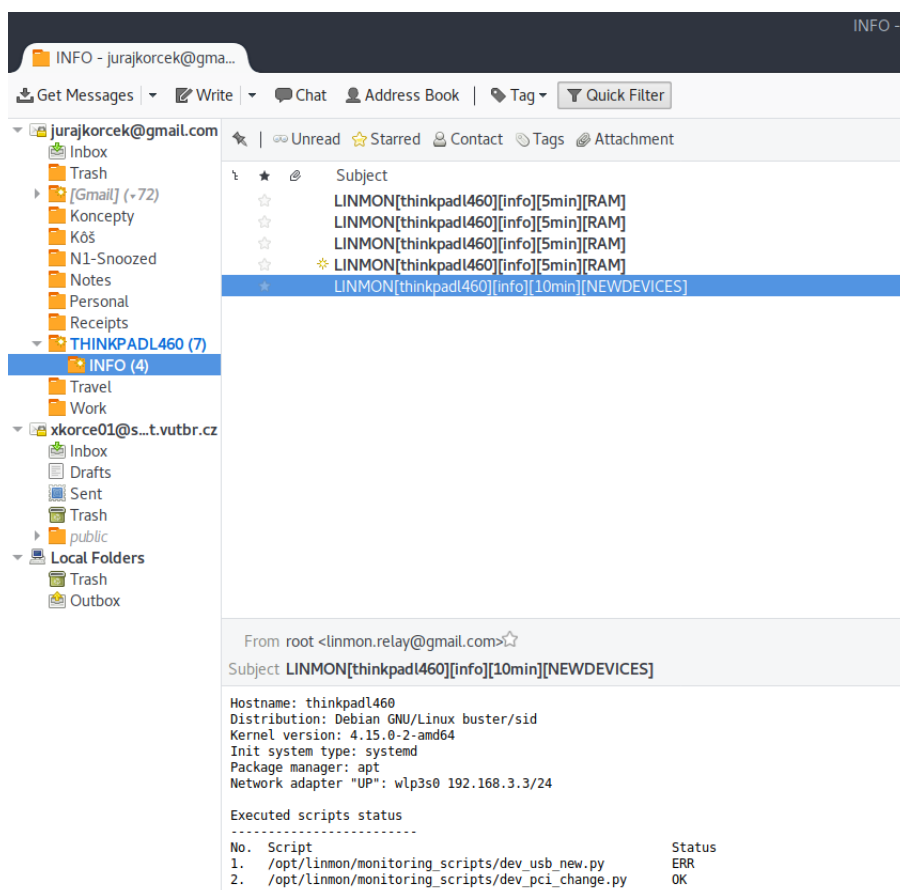 INFO -
INFO - jurajkorcek@gma...
Get Messages Write Chat Address Book | Tag Quick Filter
jurajkorcek@gmail.com
Inbox
Trash
[Gmail] (▾72)
Koncepty
Kôš
N1-Snoozed
Notes
Personal
Receipts
THINKPADL460 (7)
INFO (4)
Travel
Work
xkorce01@s...t.vutbr.cz
Inbox
Drafts
Sent
Trash
public
Local Folders
Trash
Outbox
Unread Starred Contact Tags Attachment
Subject
LINMON[thinkpadl460][info][5min][RAM]
LINMON[thinkpadl460][info][5min][RAM]
LINMON[thinkpadl460][info][5min][RAM]
LINMON[thinkpadl460][info][5min][RAM]
LINMON[thinkpadl460][info][10min][NEWDEVICES]
From root <linmon.relay@gmail.com>
Subject LINMON[thinkpadl460][info][10min][NEWDEVICES]
Hostname: thinkpadl460
Distribution: Debian GNU/Linux buster/sid
Kernel version: 4.15.0-2-amd64
Init system type: systemd
Package manager: apt
Network adapter "UP": wlp3s0 192.168.3.3/24
Executed scripts status
-------------------------
No. Script Status
1. /opt/linmon/monitoring_scripts/dev_usb_new.py ERR
2. /opt/linmon/monitoring_scripts/dev_pci_change.py OK